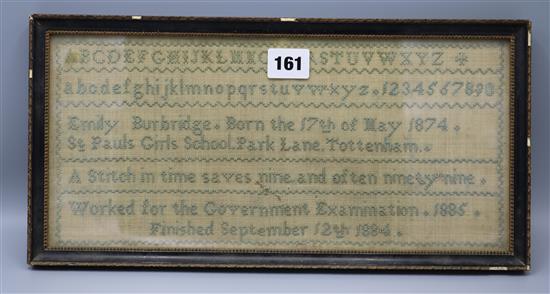 ABCDEFGHIJKLMNO STUVWXYZ
161
abcdefghijklmnopqrstuvwxyz. 1234567890
Emily Burbridge. Born the 17th of May 1874.
St Pauls Girls School. Park Lane. Tottenham.
A Stitch in time saves nine and often ninety nine.
Worked for the Government Examination. 1885.
Finished September 12th 1884.